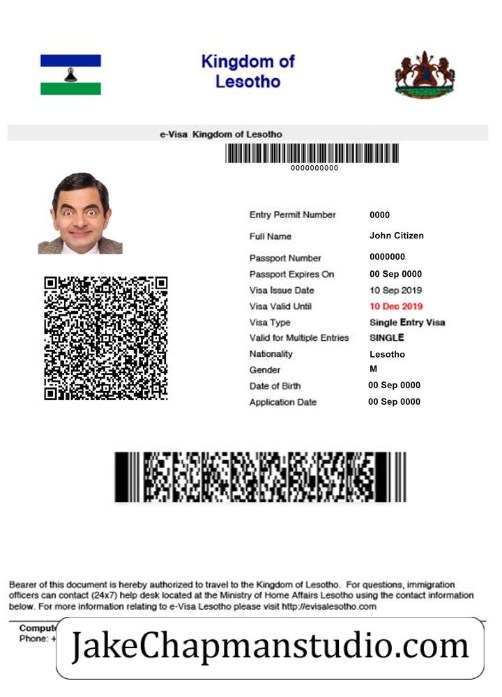 Kingdom of
Lesotho
e-Visa Kingdom of Lesotho
0000000000
Entry Permit Number 0000
Full Name John Citizen
Passport Number 0000000
Passport Expires On 00 Sep 0000
Visa Issue Date 10 Sep 2019
Visa Valid Until 10 Dec 2019
Visa Type Single Entry Visa
Valid for Multiple Entries SINGLE
Nationality Lesotho
Gender M
Date of Birth 00 Sep 0000
Application Date 00 Sep 0000
Bearer of this document is hereby authorized to travel to the Kingdom of Lesotho. For questions, immigration
officers can contact (24x7) help desk located at the Ministry of Home Affairs Lesotho using the contact information
below. For more information relating to e-Visa Lesotho please visit http://evisalesotho.com
Phone: +
JakeChapmanstudio.com